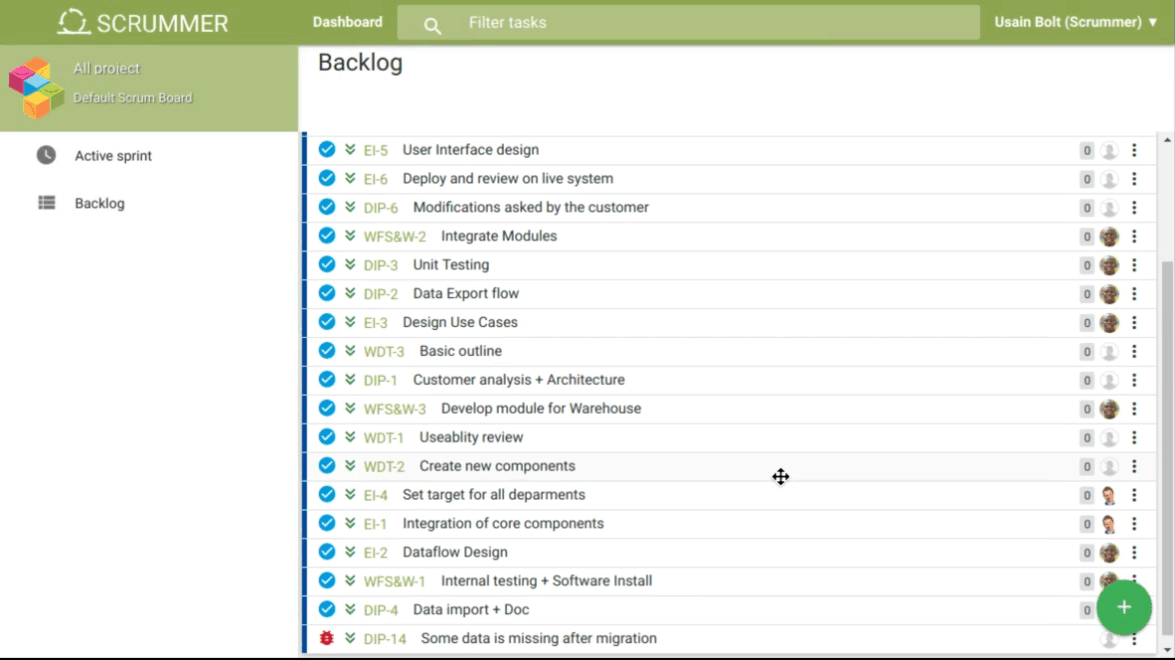 SCRUMMER
Dashboard
Filter tasks
Usain Bolt (Scrummer) ▼
All project
Default Scrum Board
Active sprint
Backlog
Backlog
EI-5 User Interface design 0
EI-6 Deploy and review on live system 0
DIP-6 Modifications asked by the customer 0
WFS&W-2 Integrate Modules 0
DIP-3 Unit Testing 0
DIP-2 Data Export flow 0
EI-3 Design Use Cases 0
WDT-3 Basic outline 0
DIP-1 Customer analysis + Architecture 0
WFS&W-3 Develop module for Warehouse 0
WDT-1 Useablity review 0
WDT-2 Create new components 0
EI-4 Set target for all deparments 0
EI-1 Integration of core components 0
EI-2 Dataflow Design 0
WFS&W-1 Internal testing + Software Install 0
DIP-4 Data import + Doc 0
DIP-14 Some data is missing after migration